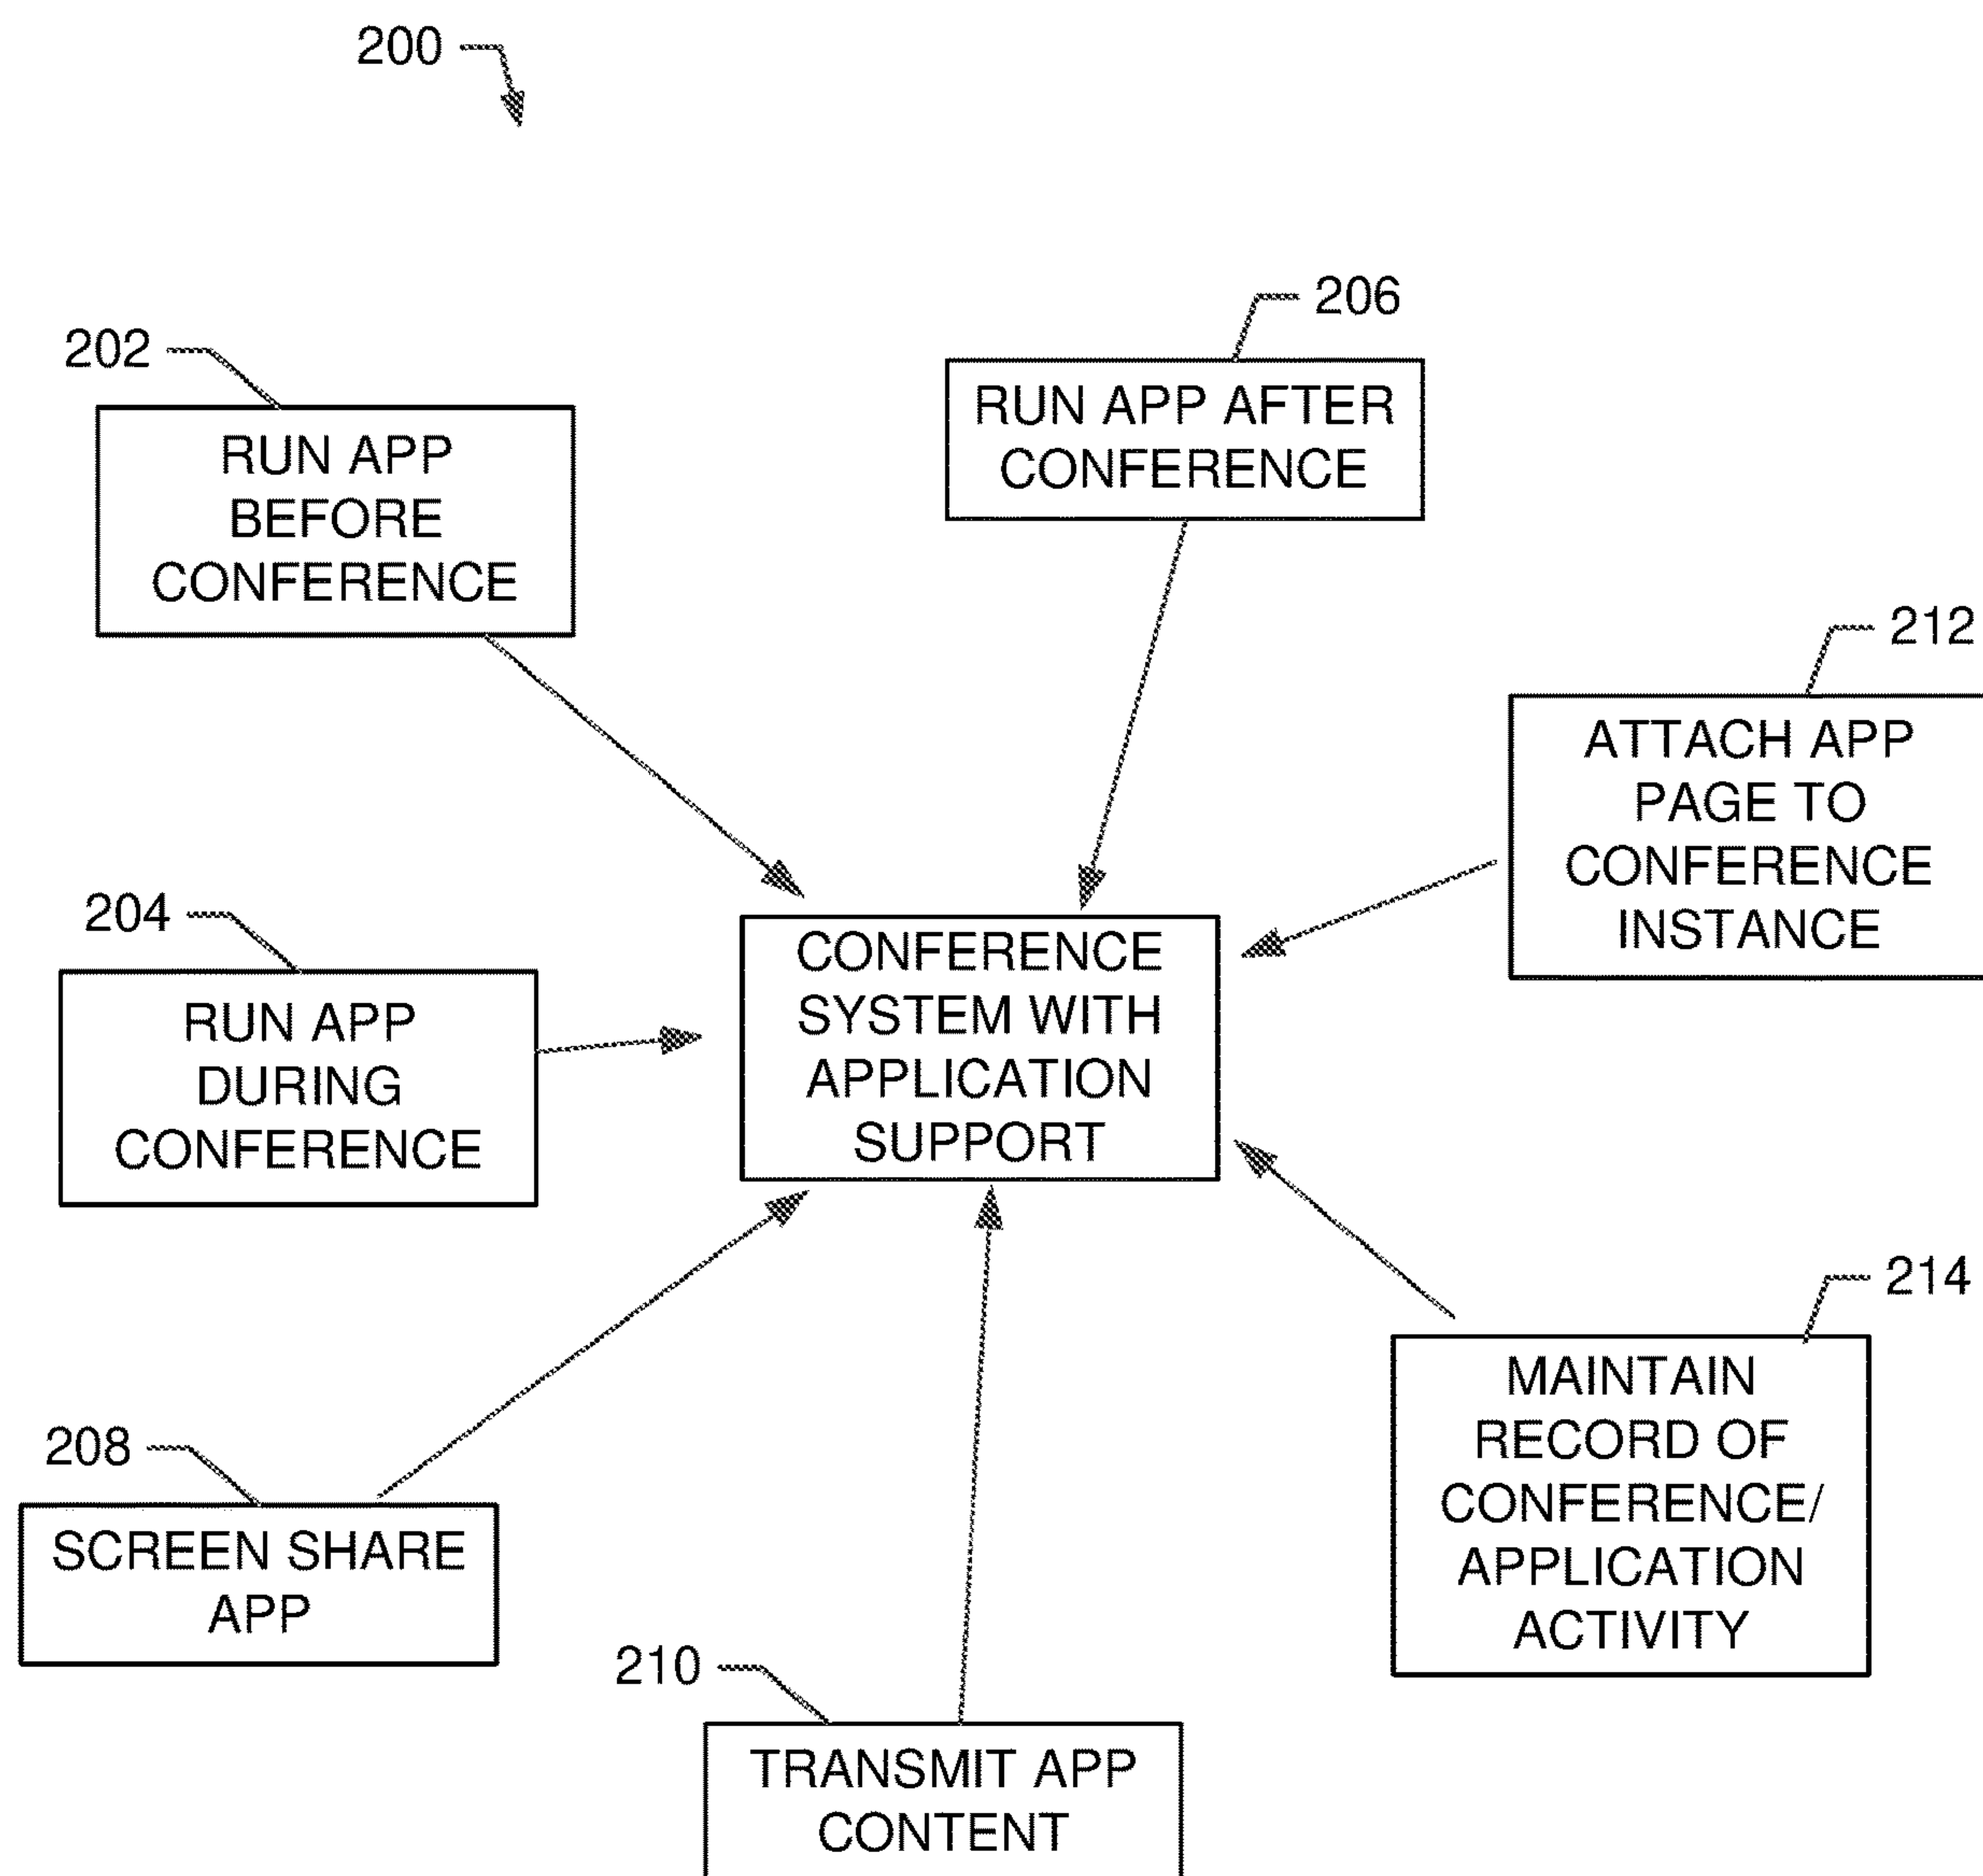 200
206
RUN APP AFTER
CONFERENCE
202
RUN APP
BEFORE
CONFERENCE
212
ATTACH APP
PAGE TO
CONFERENCE
INSTANCE
204
RUN APP
DURING
CONFERENCE
CONFERENCE
SYSTEM WITH
APPLICATION
SUPPORT
214
MAINTAIN
RECORD OF
CONFERENCE/
APPLICATION
ACTIVITY
208
SCREEN SHARE
APP
210
TRANSMIT APP
CONTENT